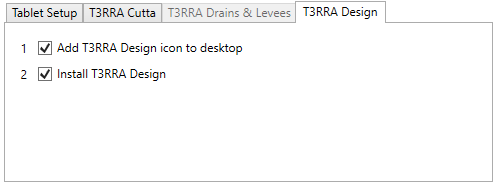 Tablet Setup T3RRA Cutta T3RRA Drains & Levees T3RRA Design
1 Add T3RRA Design icon to desktop
2 Install T3RRA Design